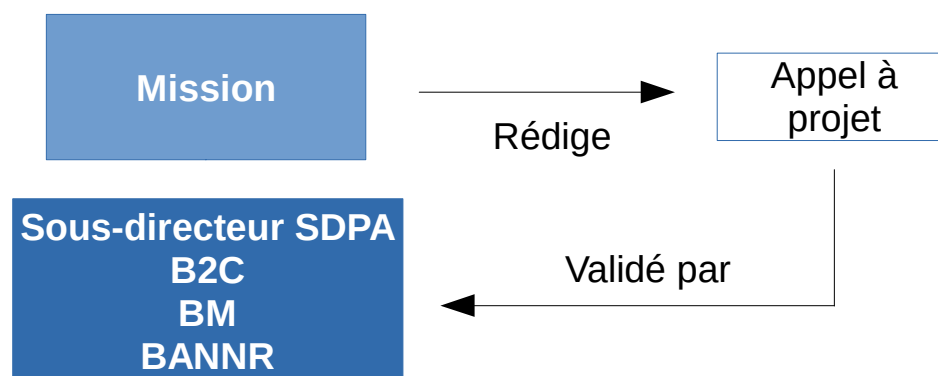 Mission
Appel à
projet
Rédige
Sous-directeur SDPA
B2C
BM
BANNR
Validé par